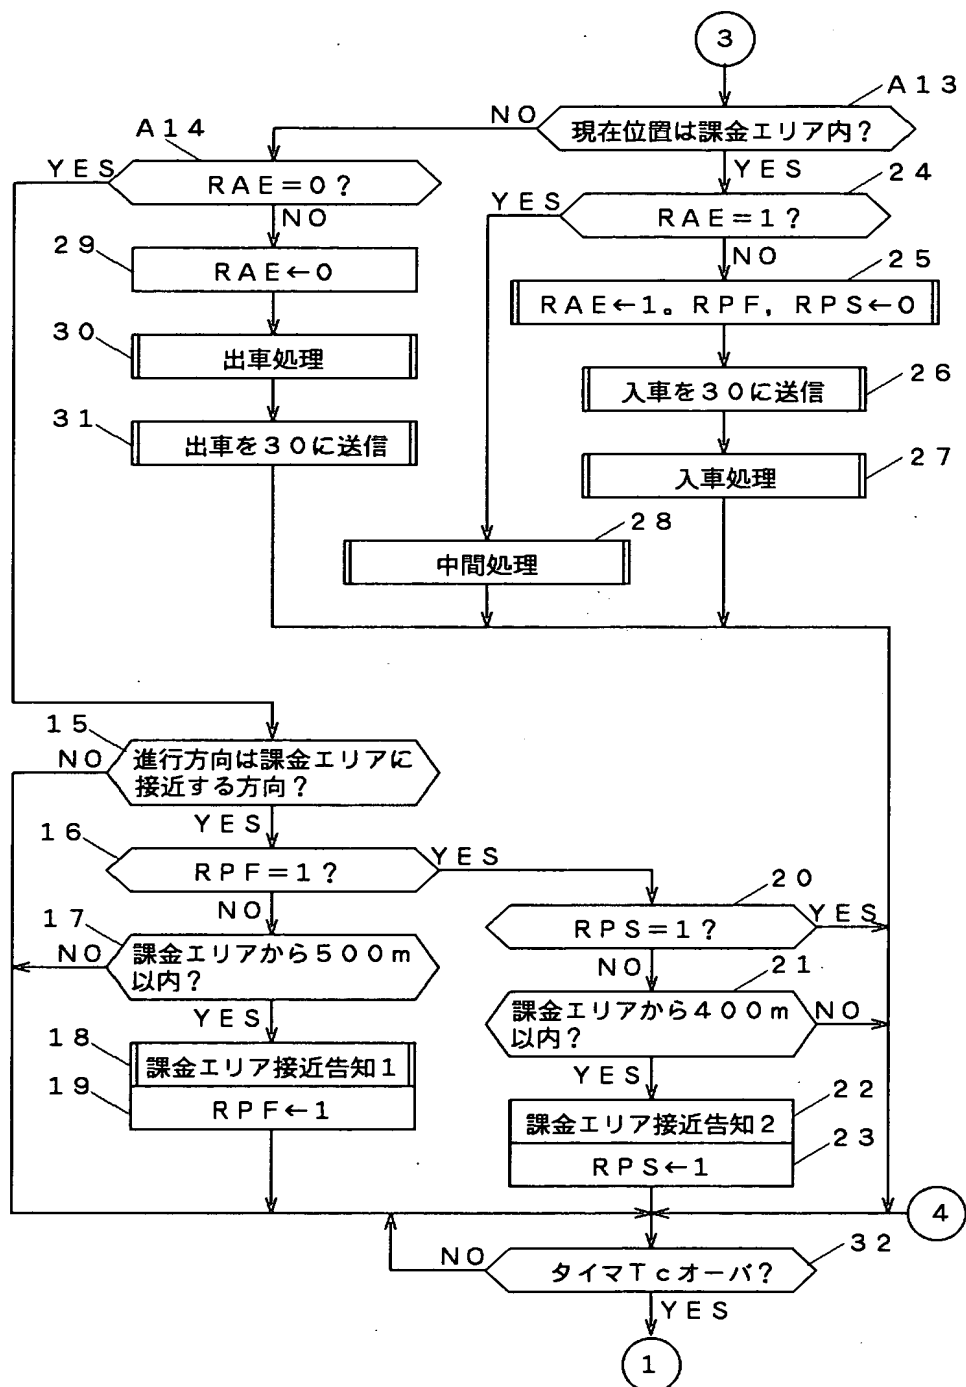 3
A13
NO
現在位置は課金エリア内？
A14
YES
YES
24
RAE=0？
YES
RAE=1？
NO
29
NO
25
RAE←0
RAE←1。RPF，RPS←0
30
出車処理
26
入車を３０に送信
31
出車を３０に送信
27
入車処理
28
中間処理
15
NO
進行方向は課金エリアに
接近する方向？
YES
16
RPF=1？
YES
20
NO
RPS=1？
YES
17
NO
課金エリアから５００ｍ
以内？
NO
21
課金エリアから４００ｍ
以内？
NO
YES
18
課金エリア接近告知１
YES
22
19
RPF←1
課金エリア接近告知２
23
RPS←1
4
32
NO
タイマＴｃオーバ？
YES
1